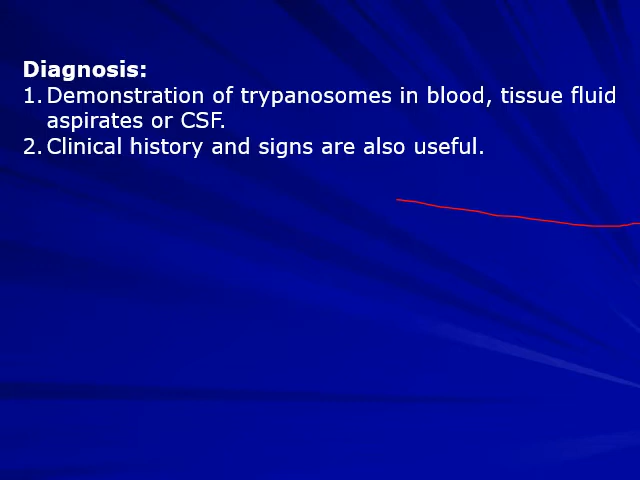 Diagnosis:
1. Demonstration of trypanosomes in blood, tissue fluid
aspirates or CSF.
2. Clinical history and signs are also useful.